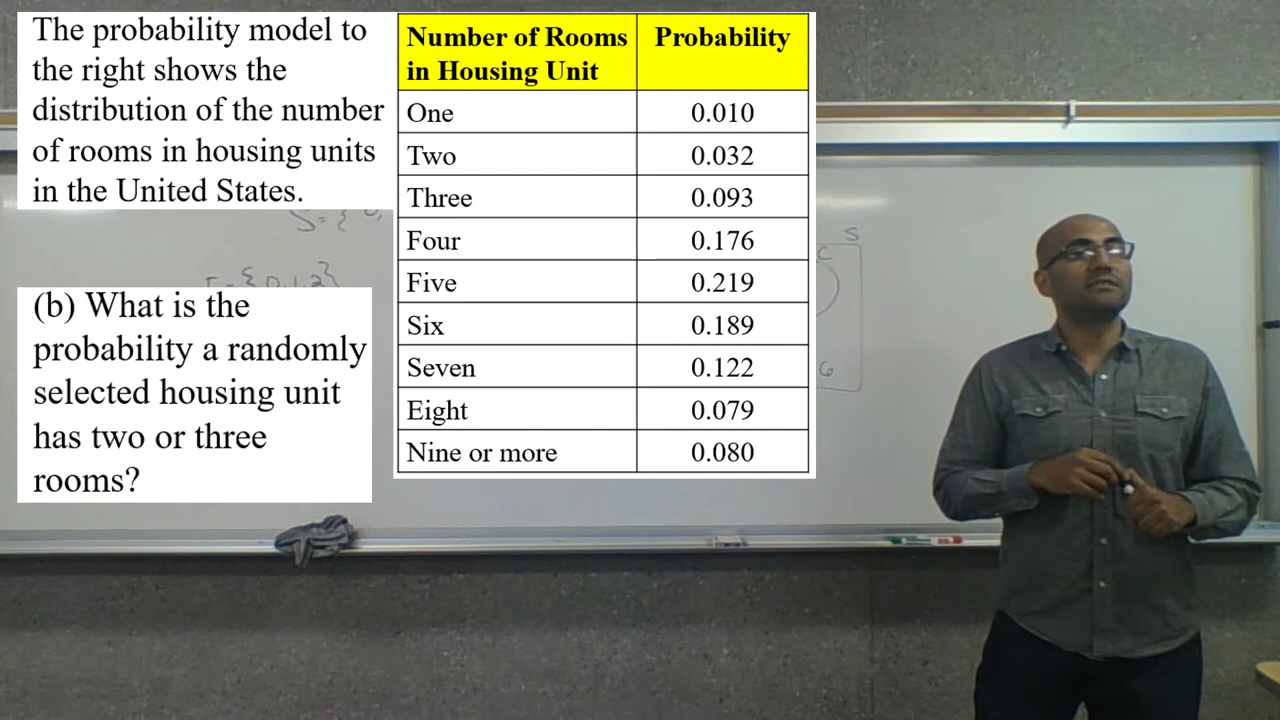 The probability model to
the right shows the
distribution of the number
of rooms in housing units
in the United States.
(b) What is the
probability a randomly
selected housing unit
has two or three
rooms?
Number of Rooms in Housing Unit Probability
One 0.010
Two 0.032
Three 0.093
Four 0.176
Five 0.219
Six 0.189
Seven 0.122
Eight 0.079
Nine or more 0.080
S
C
6